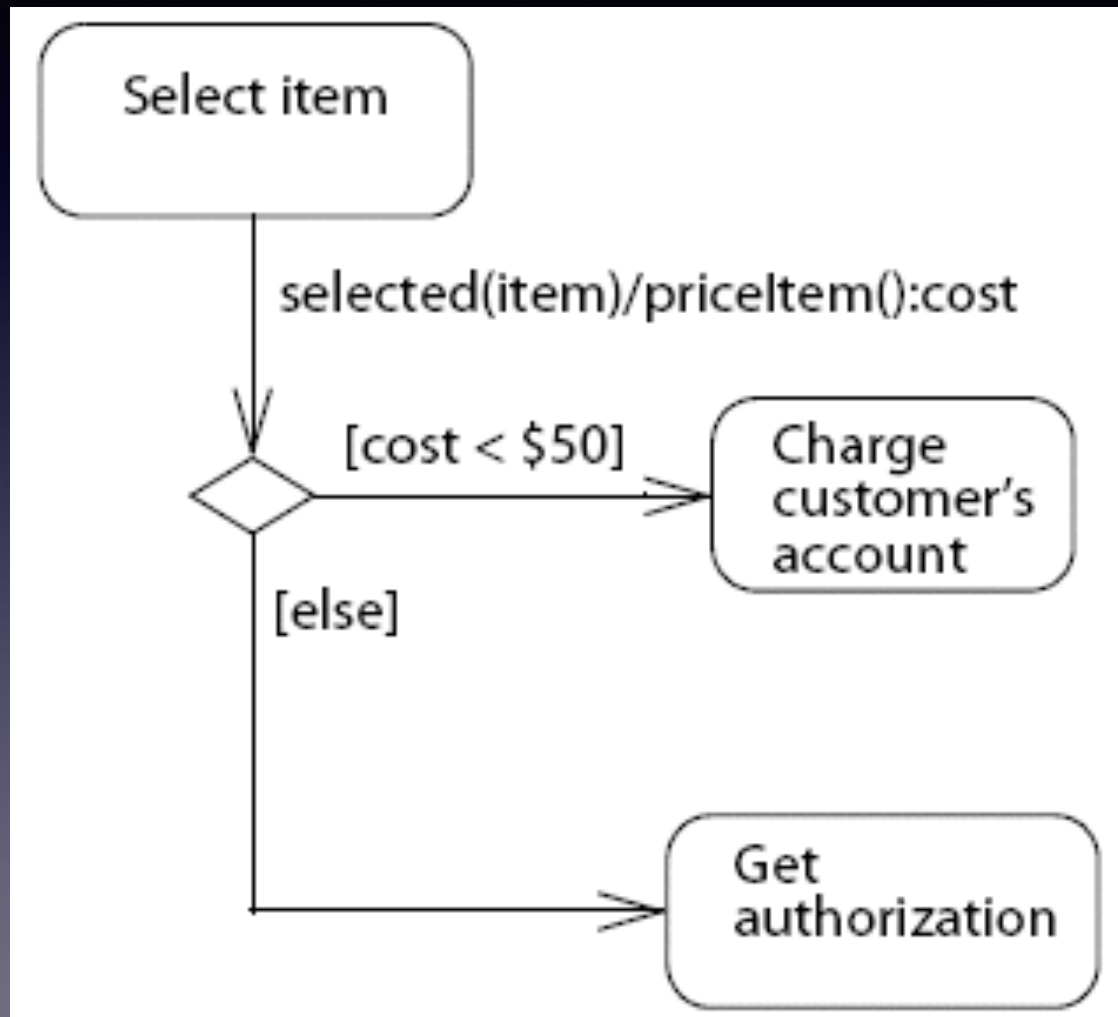 Select item
selected(item)/priceItem():cost
[cost < $50]
Charge
customer's
account
[else]
Get
authorization